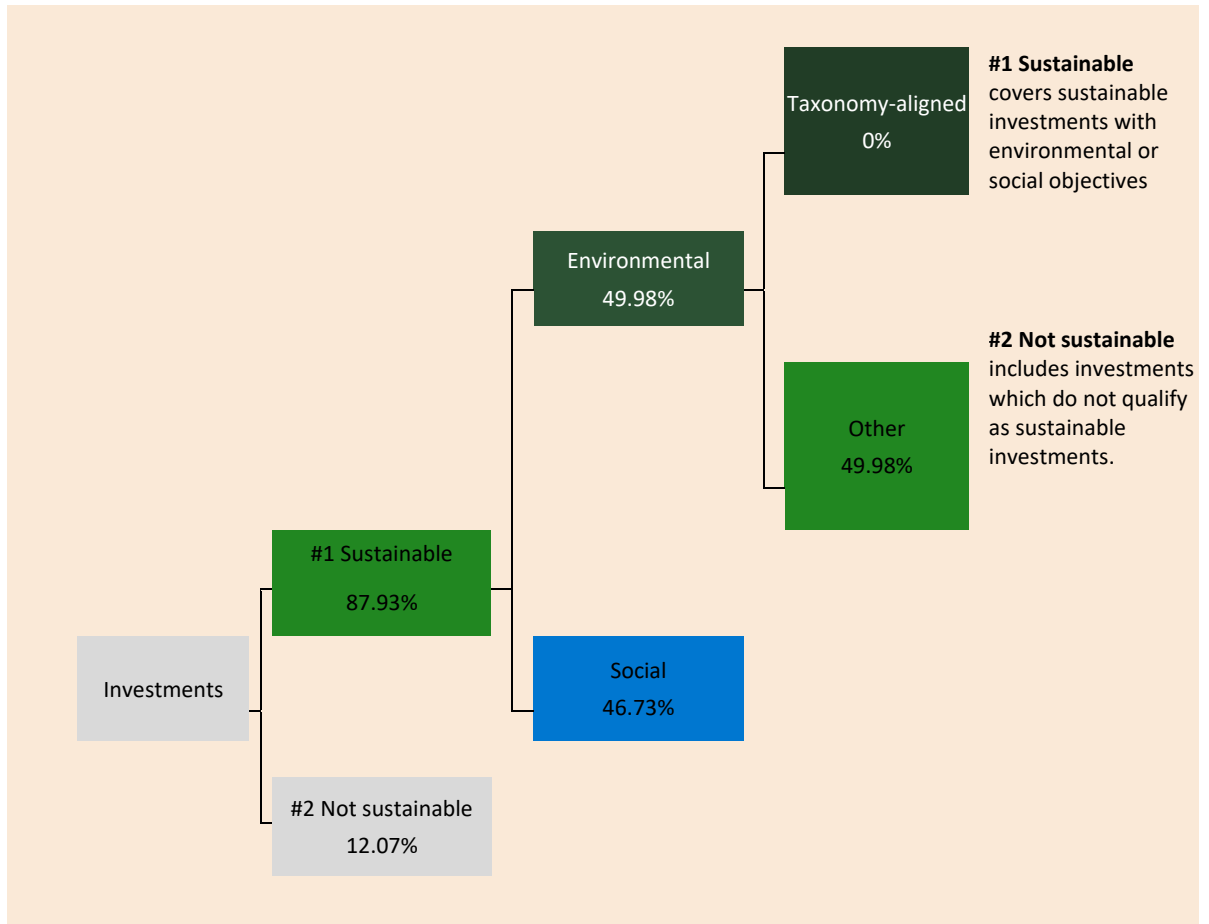 Taxonomy-aligned
0%
#1 Sustainable
covers sustainable
investments with
environmental or
social objectives
Environmental
49.98%
#2 Not sustainable
includes investments
which do not qualify
as sustainable
investments.
Other
49.98%
#1 Sustainable
87.93%
Investments
Social
46.73%
#2 Not sustainable
12.07%